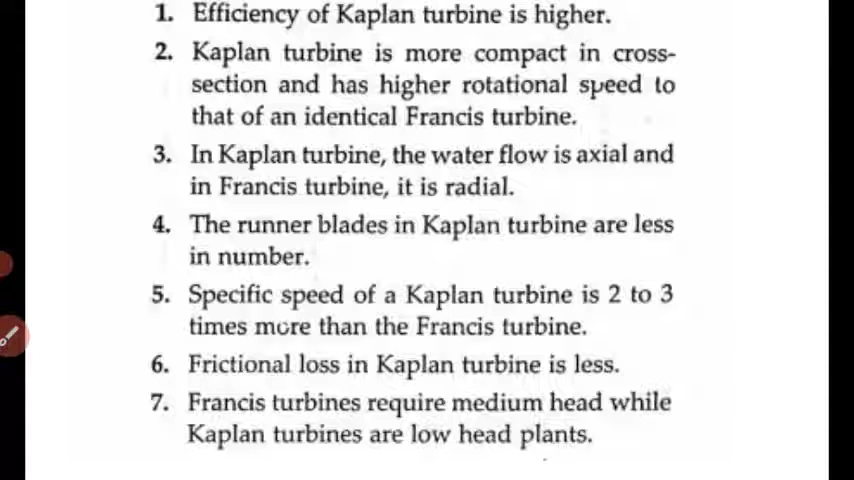 1. Efficiency of Kaplan turbine is higher.
2. Kaplan turbine is more compact in cross-
section and has higher rotational speed to
that of an identical Francis turbine.
3. In Kaplan turbine, the water flow is axial and
in Francis turbine, it is radial.
4. The runner blades in Kaplan turbine are less
in number.
5. Specific speed of a Kaplan turbine is 2 to 3
times more than the Francis turbine.
6. Frictional loss in Kaplan turbine is less.
7. Francis turbines require medium head while
Kaplan turbines are low head plants.